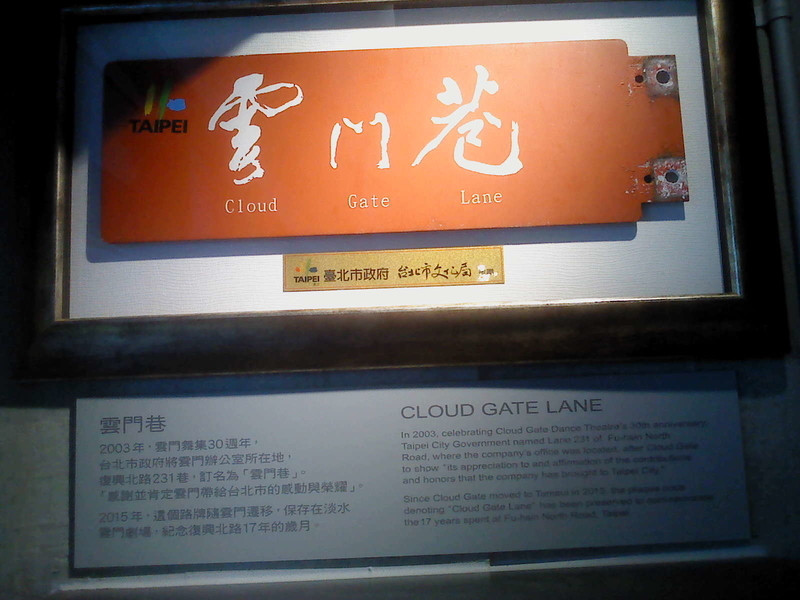 TAIPEI
雲門巷
Cloud Gate Lane
TAIPEI 臺北市政府 台北市文化局
雲門巷
2003年，雲門舞集30週年，
台北市政府將雲門辦公室所在地，
復興北路231巷，訂名為「雲門巷」。
「感謝並肯定雲門帶給台北市的感動與榮耀」。
2015年，這個路牌隨雲門遷移，保存在淡水
雲門劇場，紀念復興北路17年的歲月。
CLOUD GATE LANE
In 2003, celebrating Cloud Gate Dance Theatre's 30th anniversary,
Taipei City Government named Lane 231 of Fu-hsin North
Road, where the company's office was located, after Cloud Gate
to show "its appreciation to and affirmation of the contributions
and honors that the company has brought to Taipei City."
Since Cloud Gate moved to Tamsui in 2015, the plaque
denoting "Cloud Gate Lane" has been preserved to commemorate
the 17 years spent at Fu-hsin North Road, Taipei.